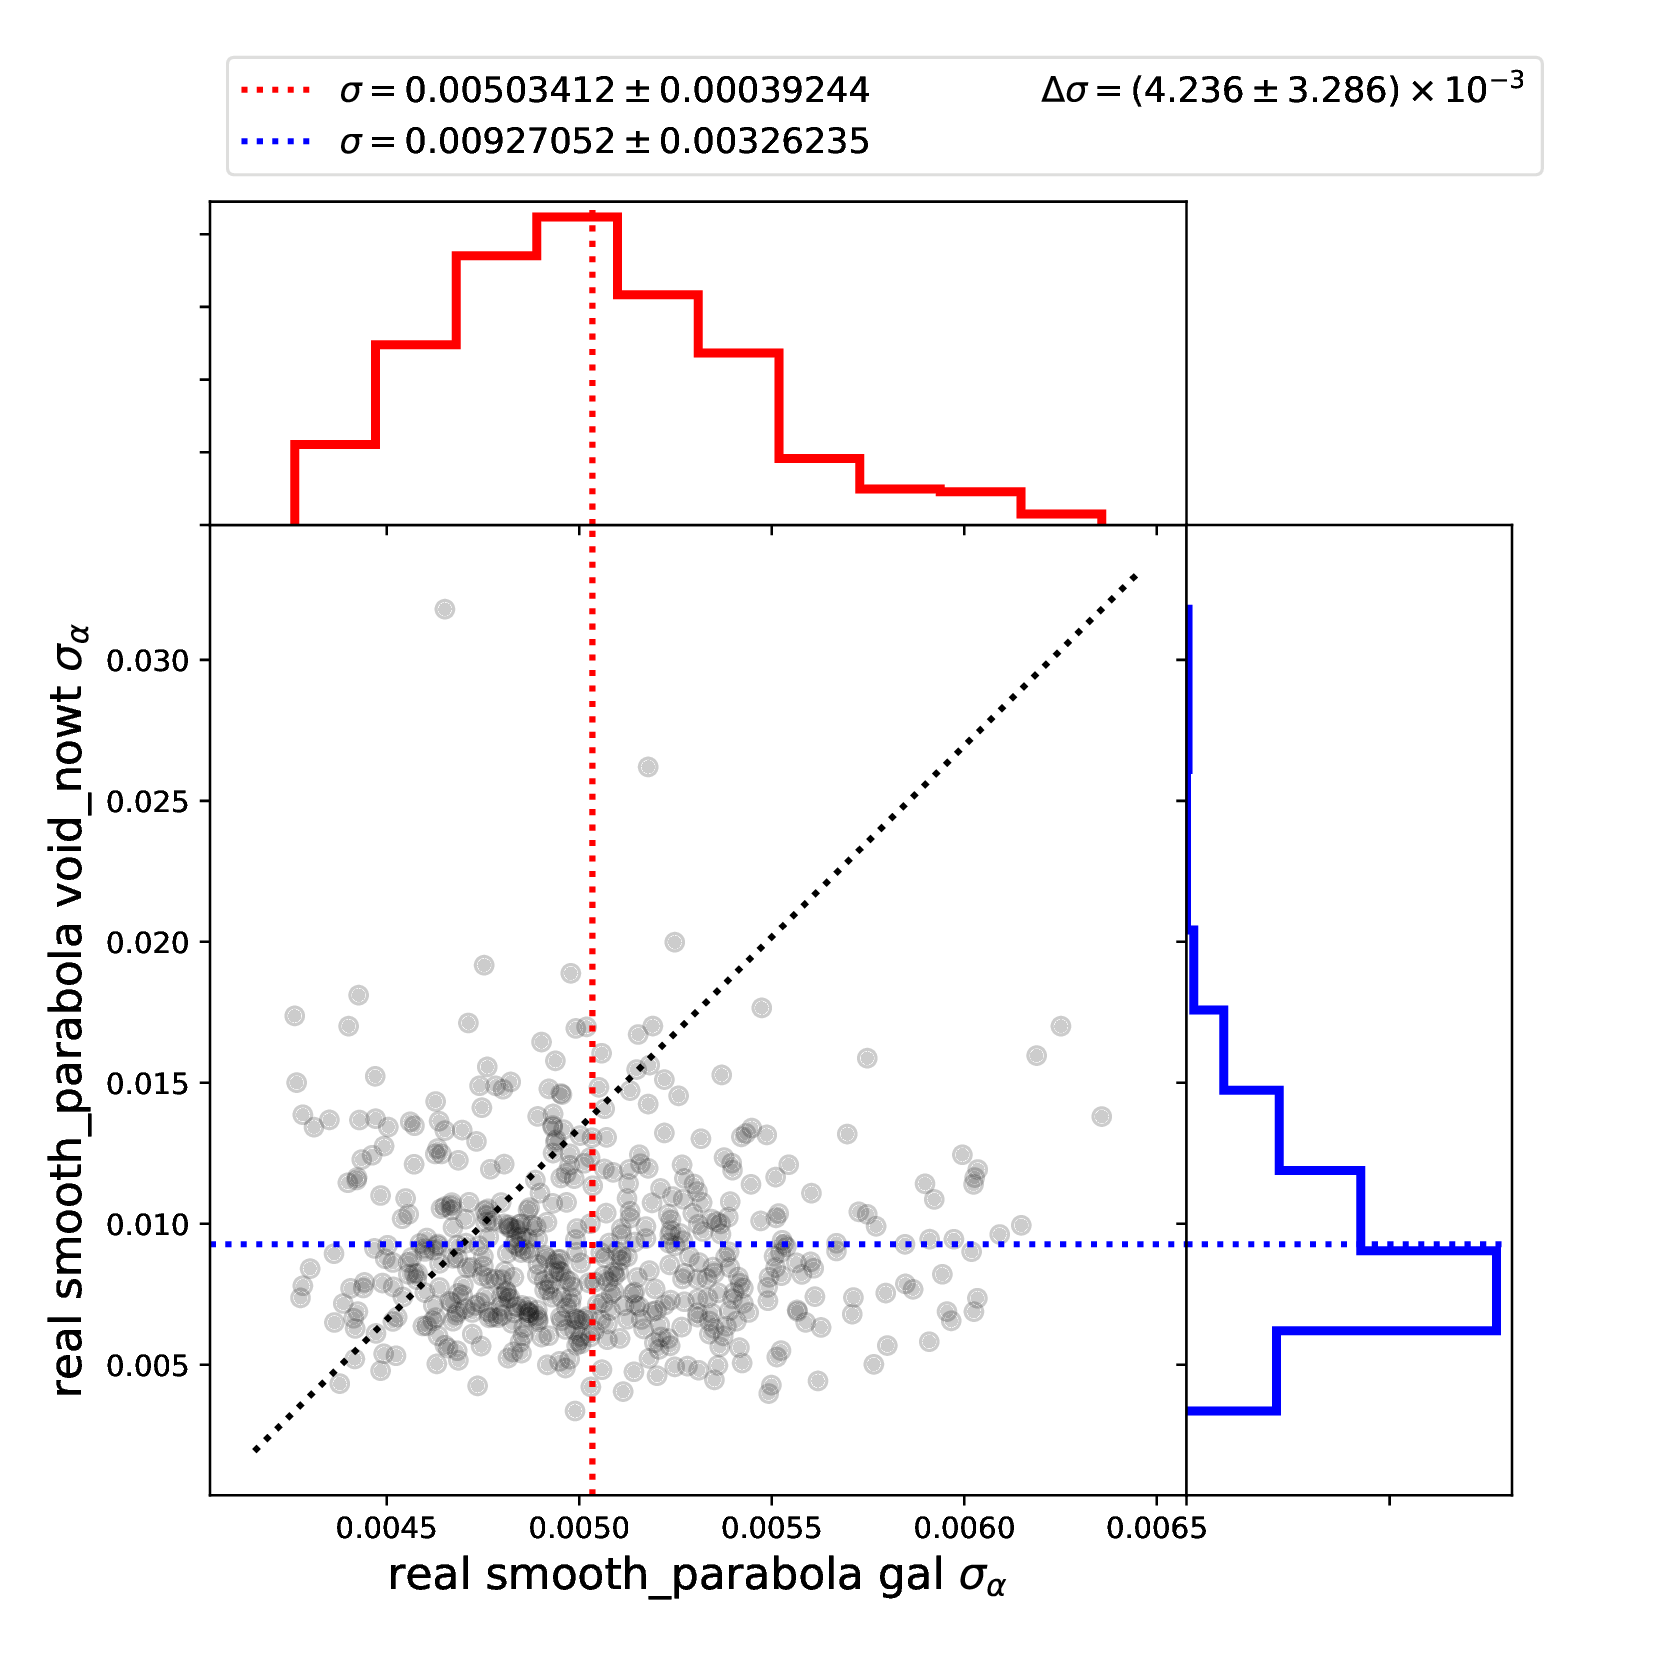 σ = 0.00503412 ± 0.00039244
Δσ = (4.236 ± 3.286) × 10⁻³
σ = 0.00927052 ± 0.00326235
real smooth_parabola void_nowt σ_α
0.030
0.025
0.020
0.015
0.010
0.005
0.0045 0.0050 0.0055 0.0060 0.0065
real smooth_parabola gal σ_α